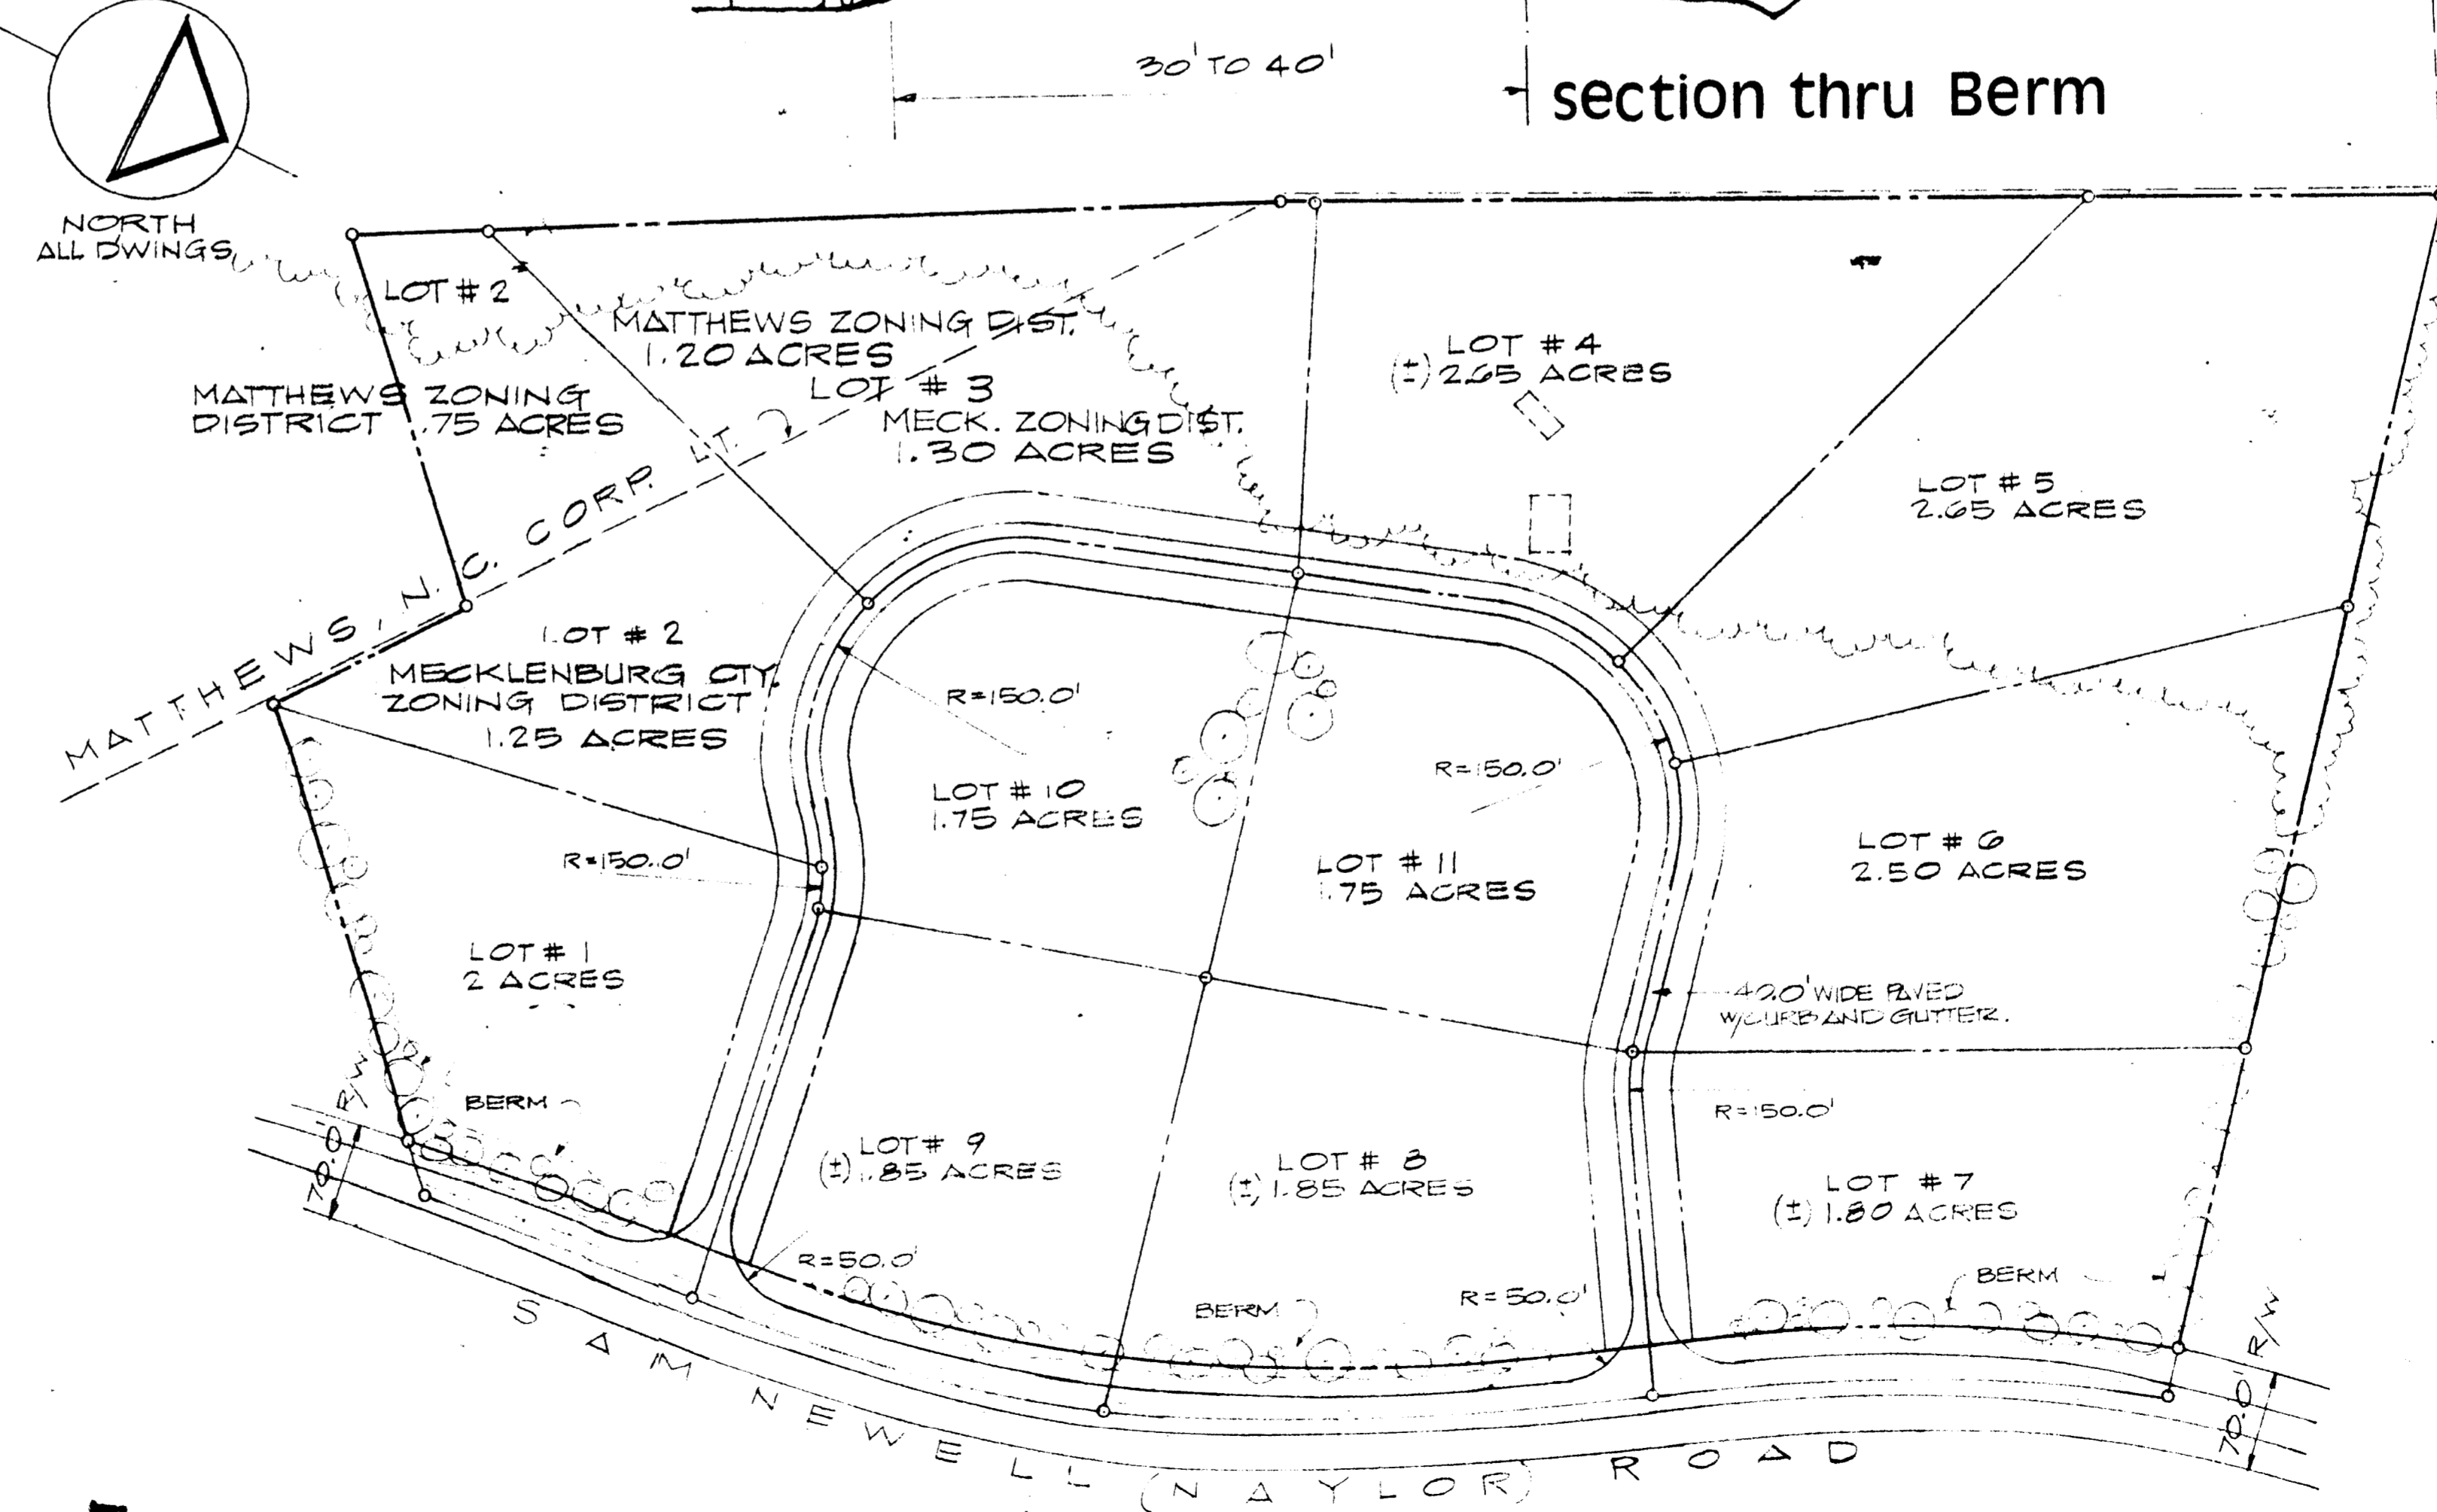 30' TO 40'
section thru Berm
NORTH
ALL DWINGS
LOT # 2
MATTHEWS ZONING DIST.
1.20 ACRES
LOT # 3
MATTHEWS ZONING
DISTRICT .75 ACRES
MECK. ZONING DIST.
1.30 ACRES
LOT # 4
(±) 2.65 ACRES
LOT # 5
2.65 ACRES
MATTHEWS, N.C. CORP. LT.
LOT # 2
MECKLENBURG CTY.
ZONING DISTRICT
1.25 ACRES
R=150.0'
R=150.0'
LOT # 10
1.75 ACRES
R=150.0'
LOT # 11
1.75 ACRES
LOT # 6
2.50 ACRES
LOT # 1
2 ACRES
40.0' WIDE PAVED
W/CURB AND GUTTER.
BERM
R=150.0'
70.0' R/W
LOT # 9
(±) 1.85 ACRES
LOT # 8
(±) 1.85 ACRES
LOT # 7
(±) 1.80 ACRES
R=50.0'
R=50.0'
BERM
BERM
70.0' R/W
SAM NEWELL (NAYLOR) ROAD